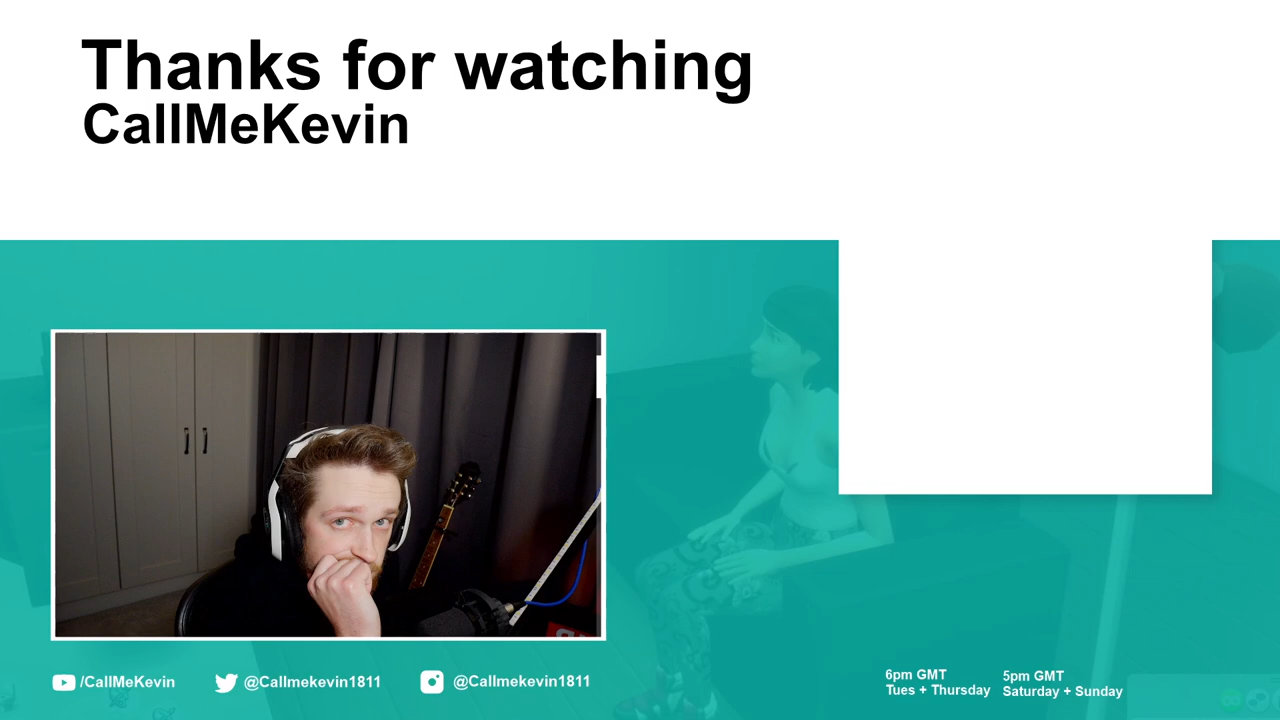 Thanks for watching
CallMeKevin
/CallMeKevin
@Callmekevin1811
@Callmekevin1811
6pm GMT
Tues + Thursday
5pm GMT
Saturday + Sunday